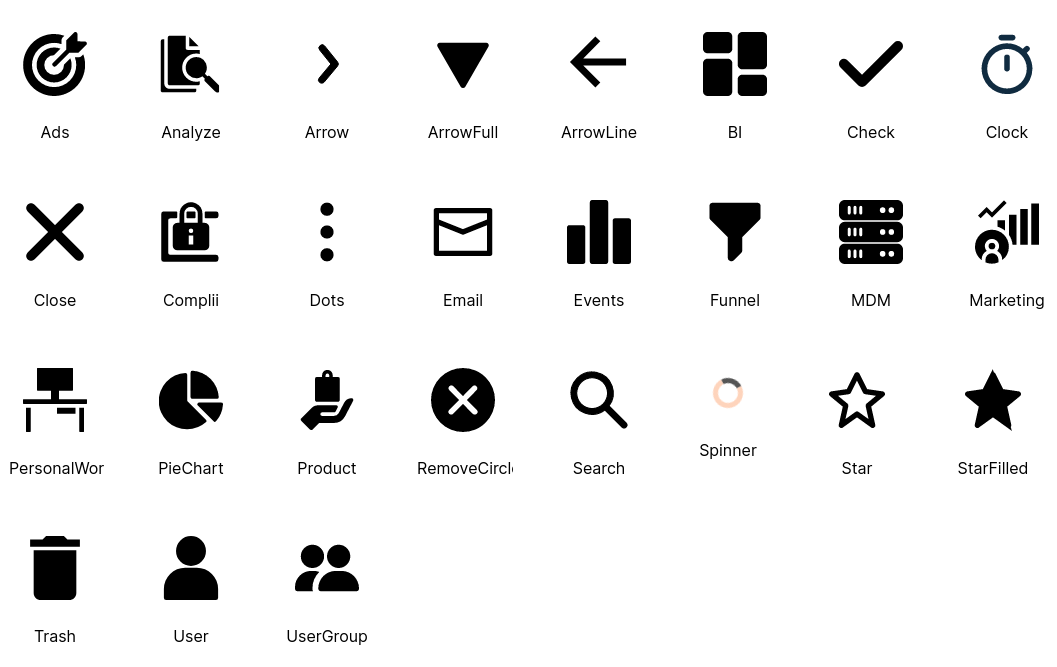 Ads
Analyze
Arrow
ArrowFull
ArrowLine
BI
Check
Clock
Close
Complii
Dots
Email
Events
Funnel
MDM
Marketing
PersonalWor
PieChart
Product
RemoveCircl
Search
Spinner
Star
StarFilled
Trash
User
UserGroup